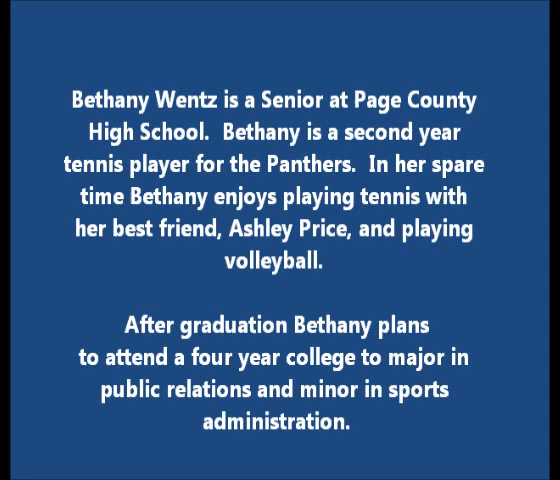 Bethany Wentz is a Senior at Page County
High School.  Bethany is a second year
tennis player for the Panthers.  In her spare
time Bethany enjoys playing tennis with
her best friend, Ashley Price, and playing
volleyball.
After graduation Bethany plans
to attend a four year college to major in
public relations and minor in sports
administration.